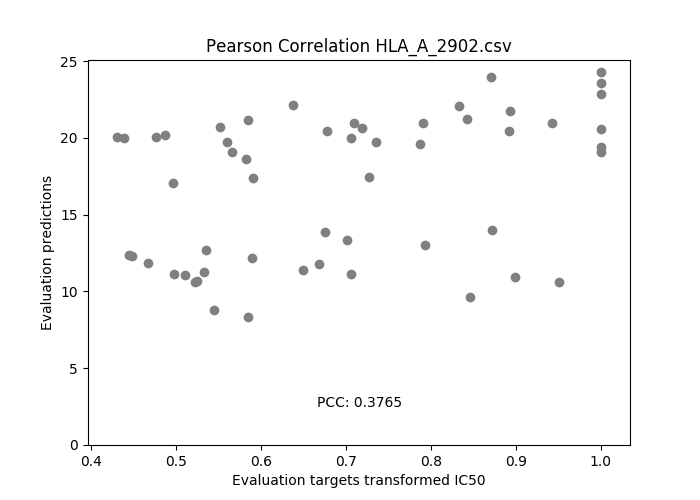 Pearson Correlation HLA_A_2902.csv
25
20
15
10
5
0
Evaluation predictions
PCC: 0.3765
0.4 0.5 0.6 0.7 0.8 0.9 1.0
Evaluation targets transformed IC50